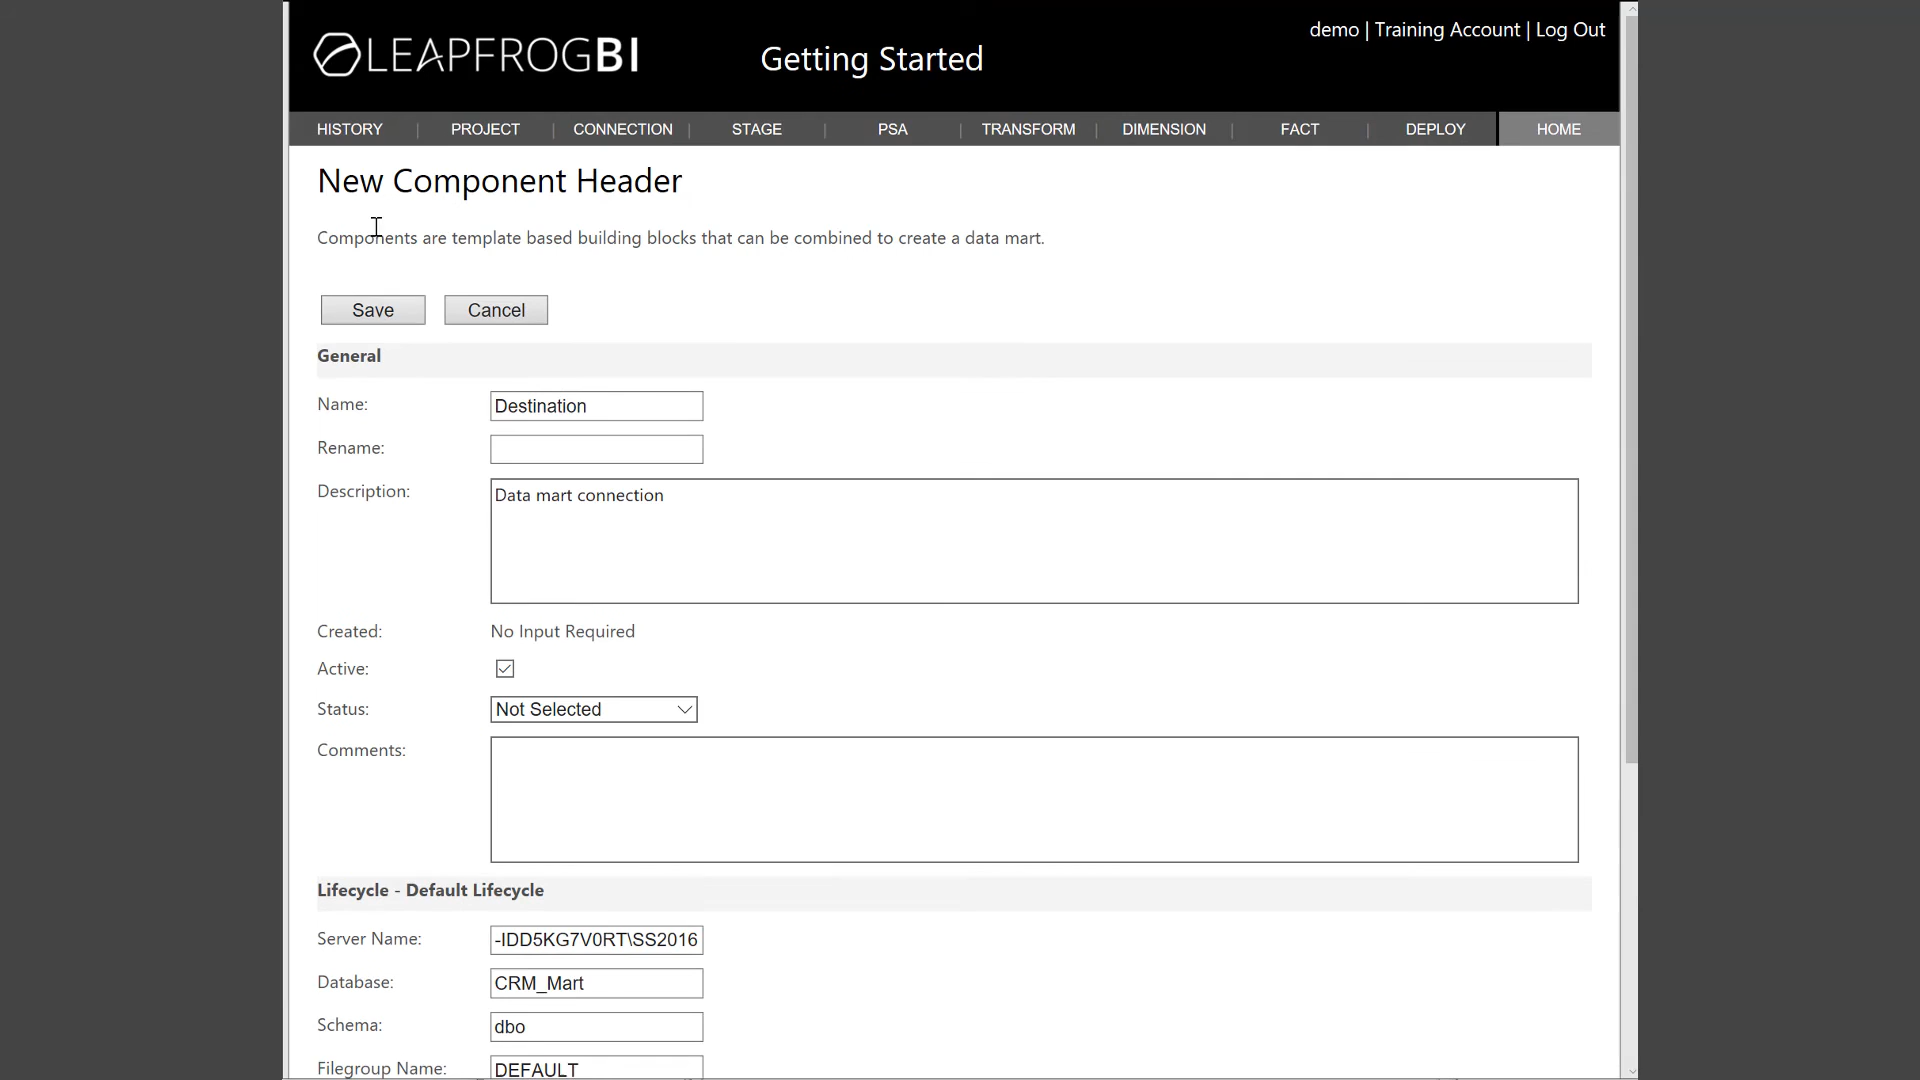 LEAPFROGBI
Getting Started
demo | Training Account | Log Out
HISTORY | PROJECT | CONNECTION | STAGE | PSA | TRANSFORM | DIMENSION | FACT | DEPLOY HOME
New Component Header
Components are template based building blocks that can be combined to create a data mart.
Save Cancel
General
Name: Destination
Rename:
Description: Data mart connection
Created: No Input Required
Active:
Status: Not Selected
Comments:
Lifecycle - Default Lifecycle
Server Name: -IDD5KG7V0RT\SS2016
Database: CRM_Mart
Schema: dbo
Filegroup Name: DEFAULT